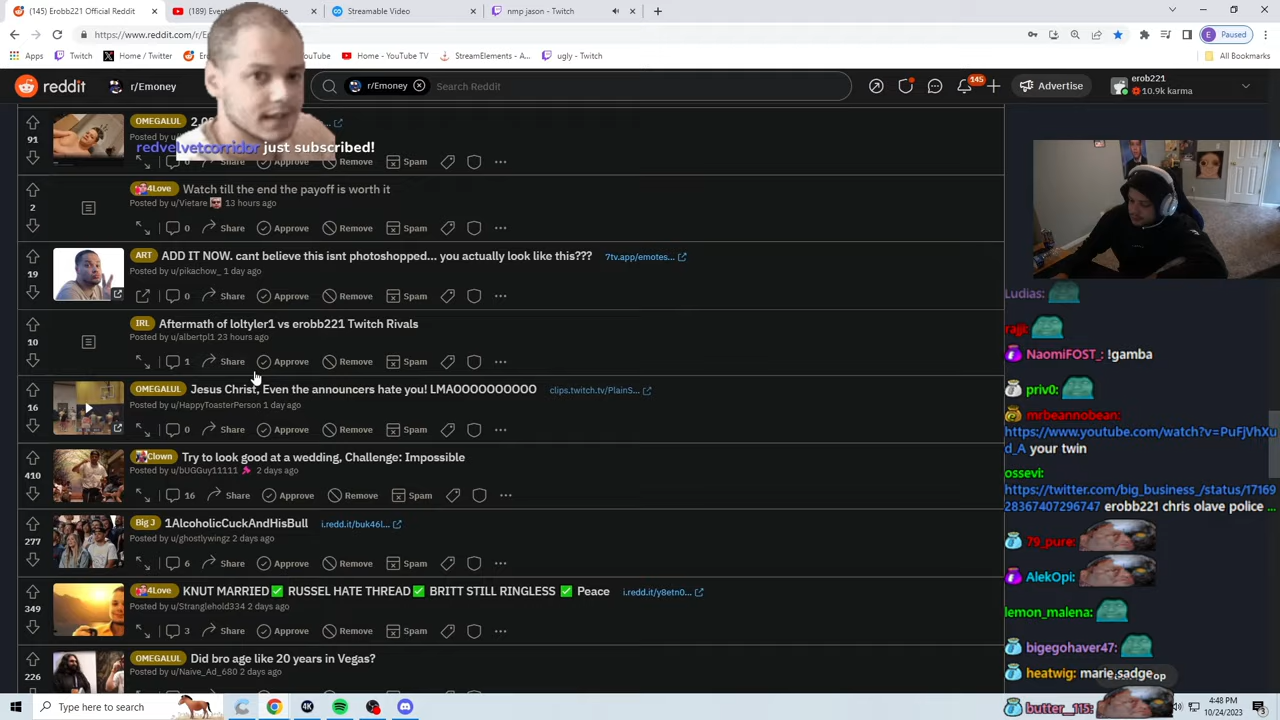 (145) Erobb221 Official Reddit
Streamable Video
nmp jason - Twitch
https://www.reddit.com/r/E
Paused
Apps
Twitch
Home / Twitter
Home - YouTube TV
StreamElements -
ugly - Twitch
All Bookmarks
reddit
r/Emoney
r/Emoney
Search Reddit
145
Advertise
erob221
10.9k karma
OMEGALUL
91
redvelvetcorridor just subscribed!
Share Approve Remove Spam
4Love Watch till the end the payoff is worth it
2
Posted by u/Vietare 13 hours ago
0 Share Approve Remove Spam
ART ADD IT NOW. cant believe this isnt photoshopped... you actually look like this??? 7tv.app/emotes...
Posted by u/pikachow_ 1 day ago
19
0 Share Approve Remove Spam
IRL Aftermath of loltyler1 vs erobb221 Twitch Rivals
Posted by u/albertpl1 23 hours ago
10
1 Share Approve Remove Spam
OMEGALUL Jesus Christ, Even the announcers hate you! LMAOOOOOOOOOO clips.twitch.tv/PlainS...
Posted by u/HappyToasterPerson 1 day ago
16
0 Share Approve Remove Spam
Clown Try to look good at a wedding, Challenge: Impossible
Posted by u/bUGGuy11111 2 days ago
410
16 Share Approve Remove Spam
Big J 1AlcoholicCuckAndHisBull i.redd.it/buk46l...
Posted by u/ghostlywingz 2 days ago
277
6 Share Approve Remove Spam
4Love KNUT MARRIED✅ RUSSEL HATE THREAD✅ BRITT STILL RINGLESS ✅ Peace i.redd.it/y8etn0...
Posted by u/Stranglehold334 2 days ago
349
3 Share Approve Remove Spam
OMEGALUL Did bro age like 20 years in Vegas?
Posted by u/Naive_Ad_680 2 days ago
226
Ludias:
rajj:
NaomiFOST_: !gamba
priv0:
mrbeannobean:
https://www.youtube.com/watch?v=PuFjVhXu
d_A your twin
ossevi:
https://twitter.com/big_business_/status/17169
28367407296747 erobb221 chris olave police ...
79_pure:
AlekOpi:
lemon_malena:
bigegohaver47:
heatwig: marie sadge
butter__115:
Type here to search
4:48 PM
10/24/2023
3